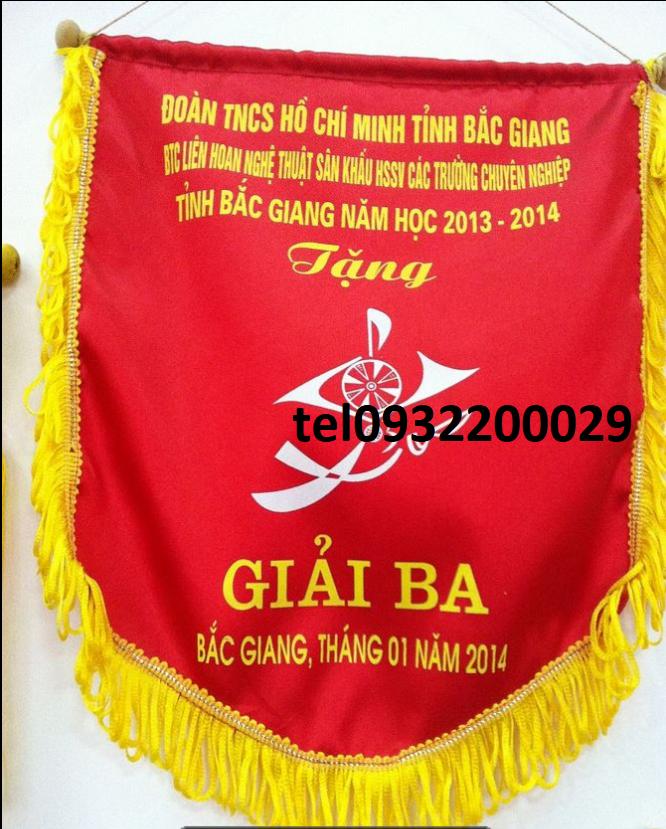 ĐOÀN TNCS HỒ CHÍ MINH TỈNH BẮC GIANG
BTC LIÊN HOAN NGHỆ THUẬT SÂN KHẤU HSSV CÁC TRƯỜNG CHUYÊN NGHIỆP
TỈNH BẮC GIANG NĂM HỌC 2013 - 2014
Tặng
tel0932200029
GIẢI BA
BẮC GIANG, THÁNG 01 NĂM 2014